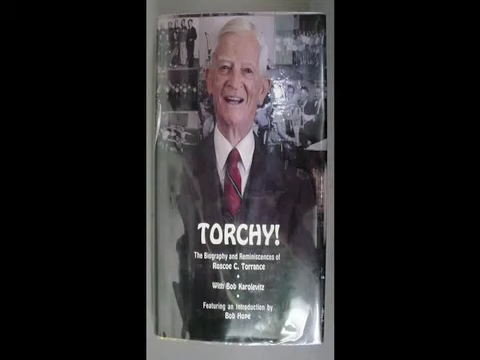 TORCHY!
The Biography and Reminiscences of
Roscoe C. Torrance
With Bob Karolevitz
Featuring an Introduction by
Bob Hope